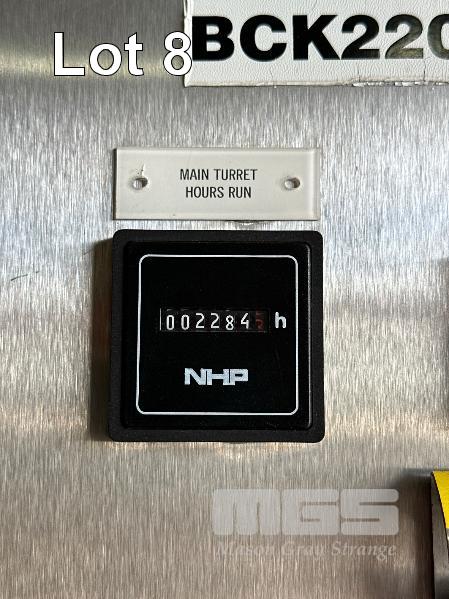 Lot 8
BCK220
MAIN TURRET
HOURS RUN
002284 h
NHP
MGS
Mason Gray Strange